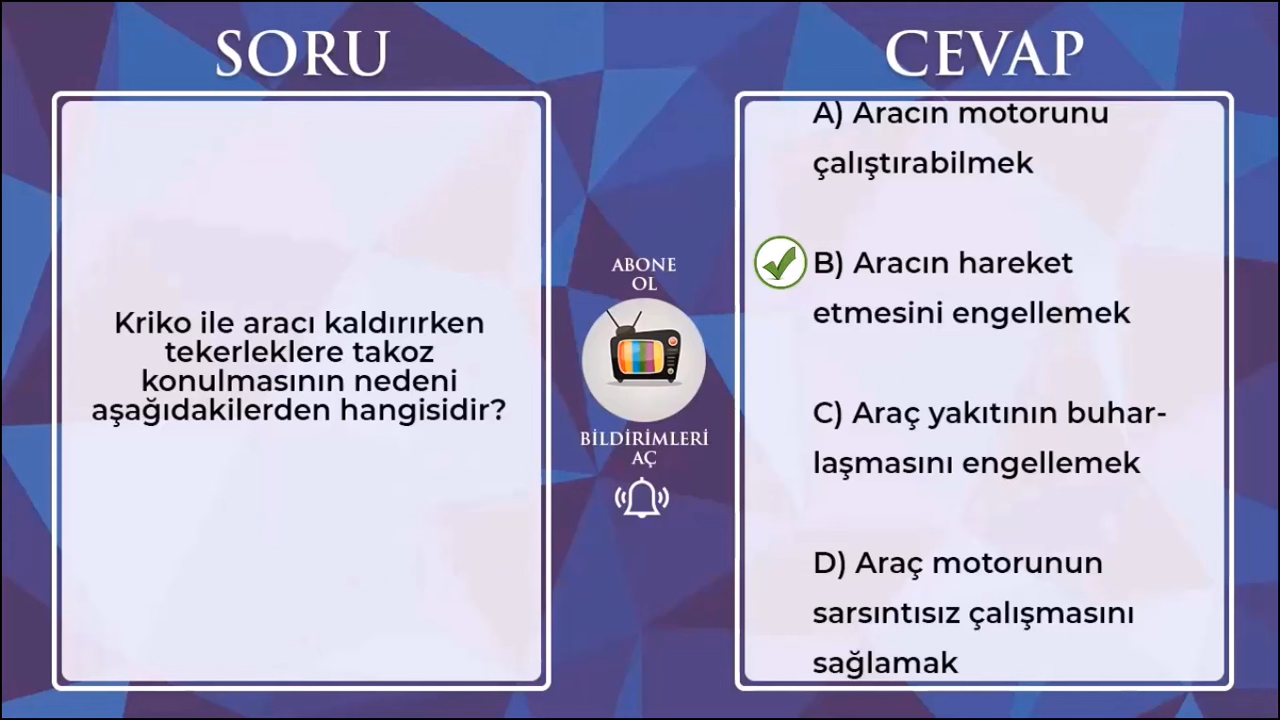 SORU
Kriko ile aracı kaldırırken
tekerleklere takoz
konulmasının nedeni
aşağıdakilerden hangisidir?
ABONE
OL
BİLDİRİMLERİ
AÇ
CEVAP
A) Aracın motorunu
çalıştırabilmek
B) Aracın hareket
etmesini engellemek
C) Araç yakıtının buhar-
laşmasını engellemek
D) Araç motorunun
sarsıntısız çalışmasını
sağlamak